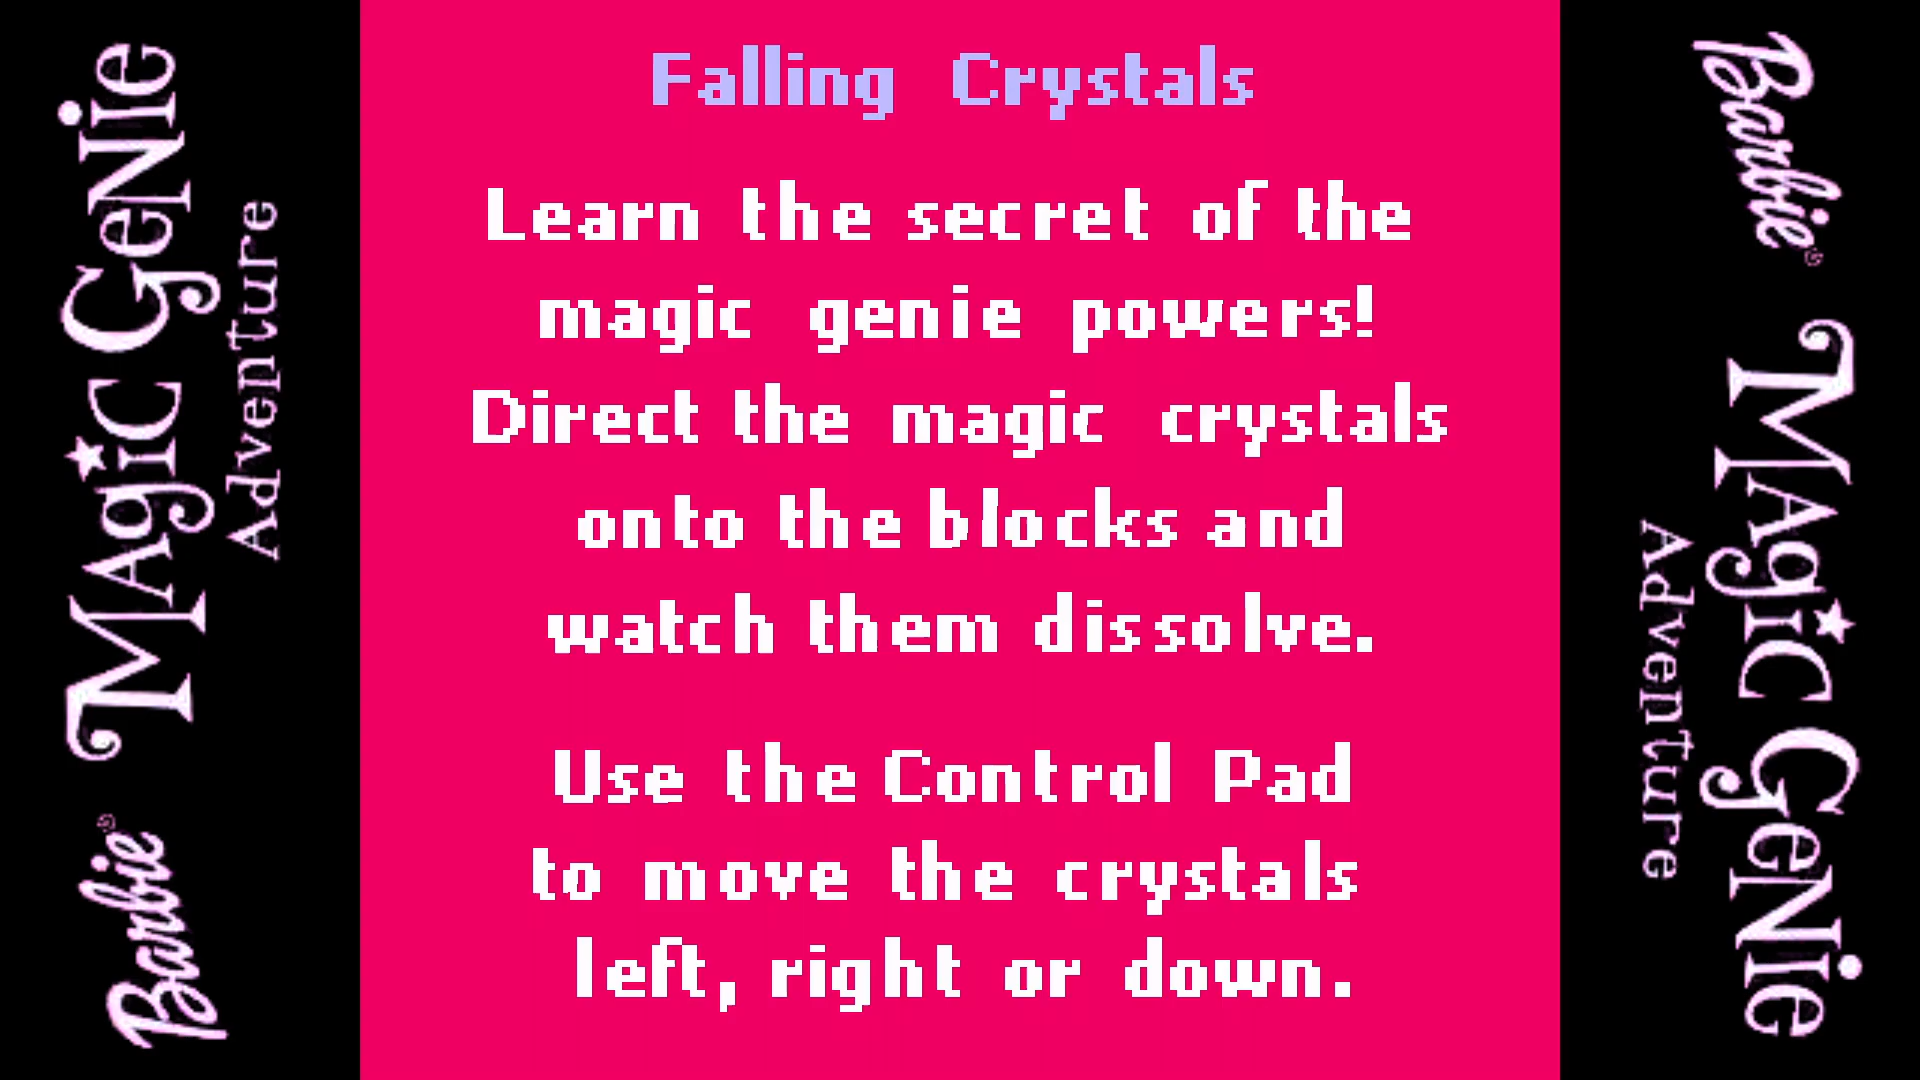 Barbie®
MAgic GeNie
Adventure
Falling Crystals
Learn the secret of the
magic genie powers!
Direct the magic crystals
onto the blocks and
watch them dissolve.
Use the Control Pad
to move the crystals
left, right or down.
Barbie®
MAgic GeNie
Adventure